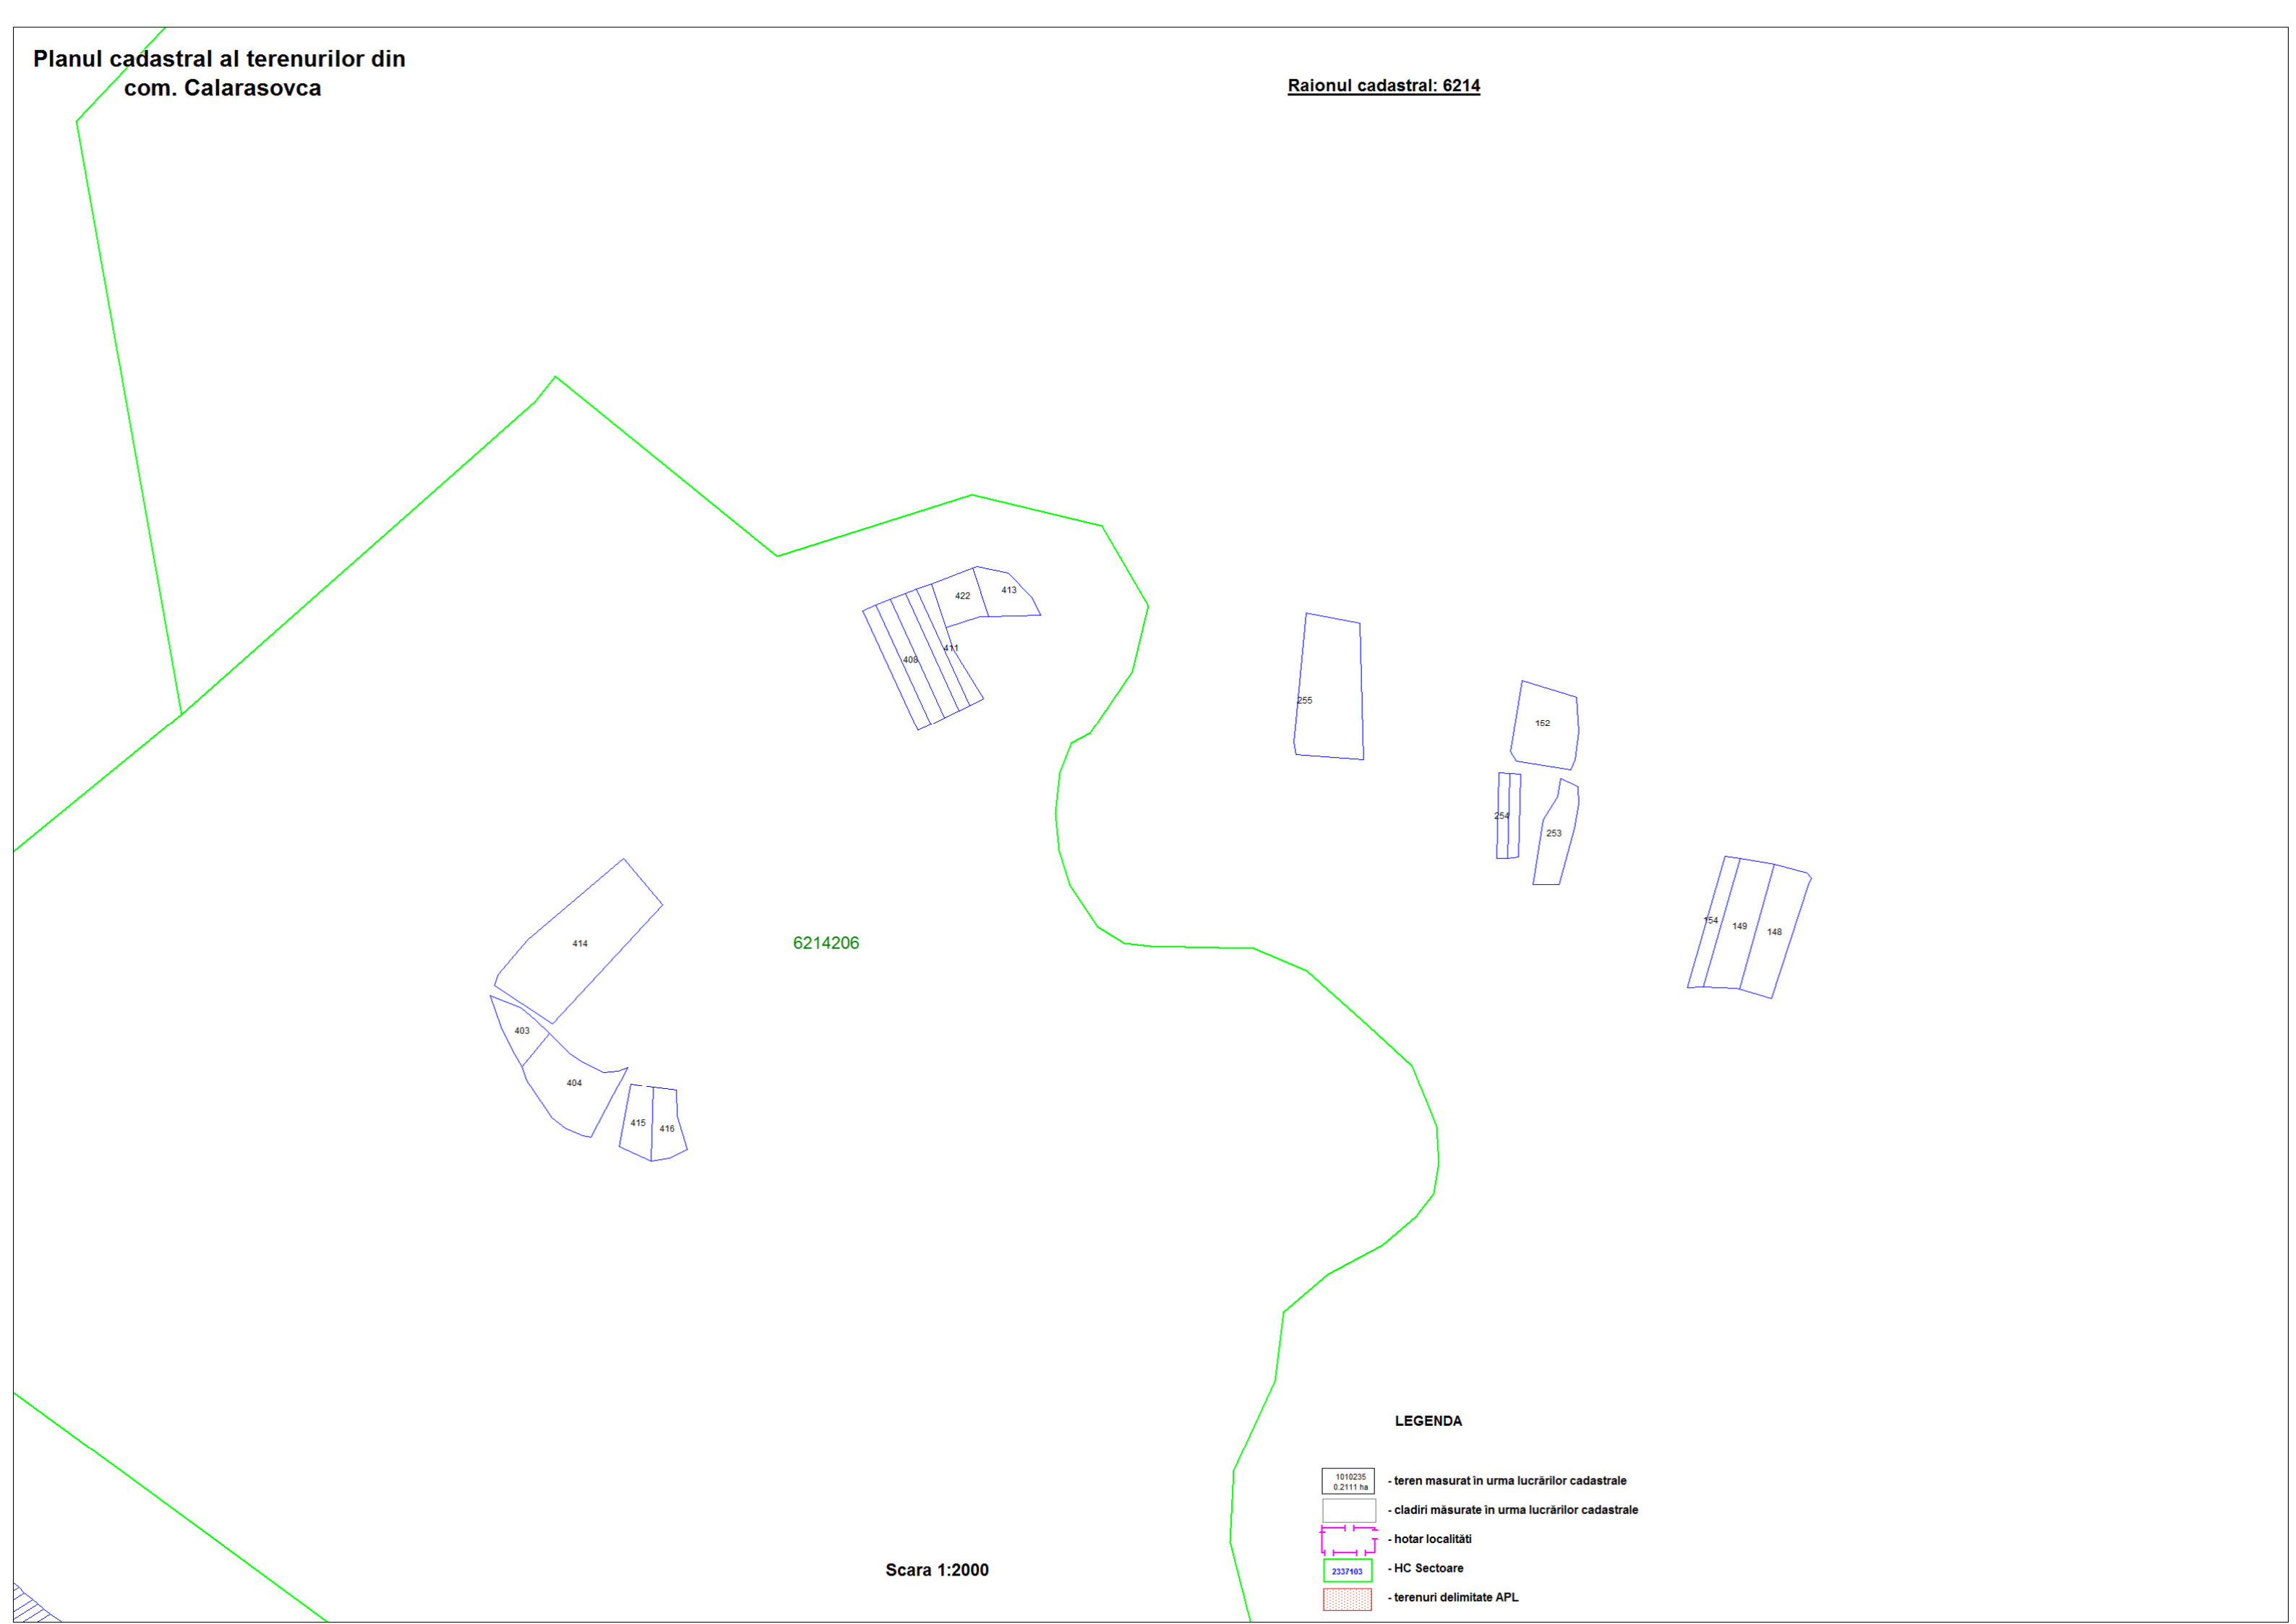 Planul cadastral al terenurilor din
com. Calarasovca
Raionul cadastral: 6214
422
413
411
408
255
152
254
253
154
149
148
414
6214206
403
404
415
416
LEGENDA
1010235
0.2111 ha
- teren masurat în urma lucrărilor cadastrale
- cladiri măsurate în urma lucrărilor cadastrale
- hotar localităti
2337103
- HC Sectoare
- terenuri delimitate APL
Scara 1:2000